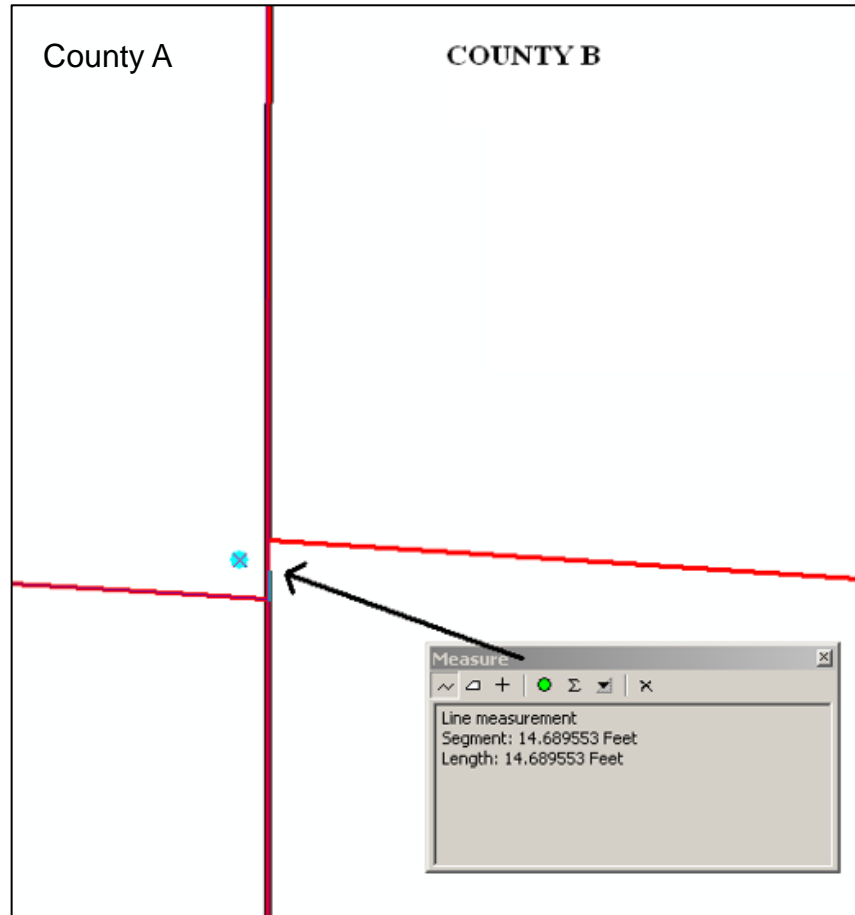 County A
COUNTY B
Measure
Line measurement
Segment: 14.689553 Feet
Length: 14.689553 Feet